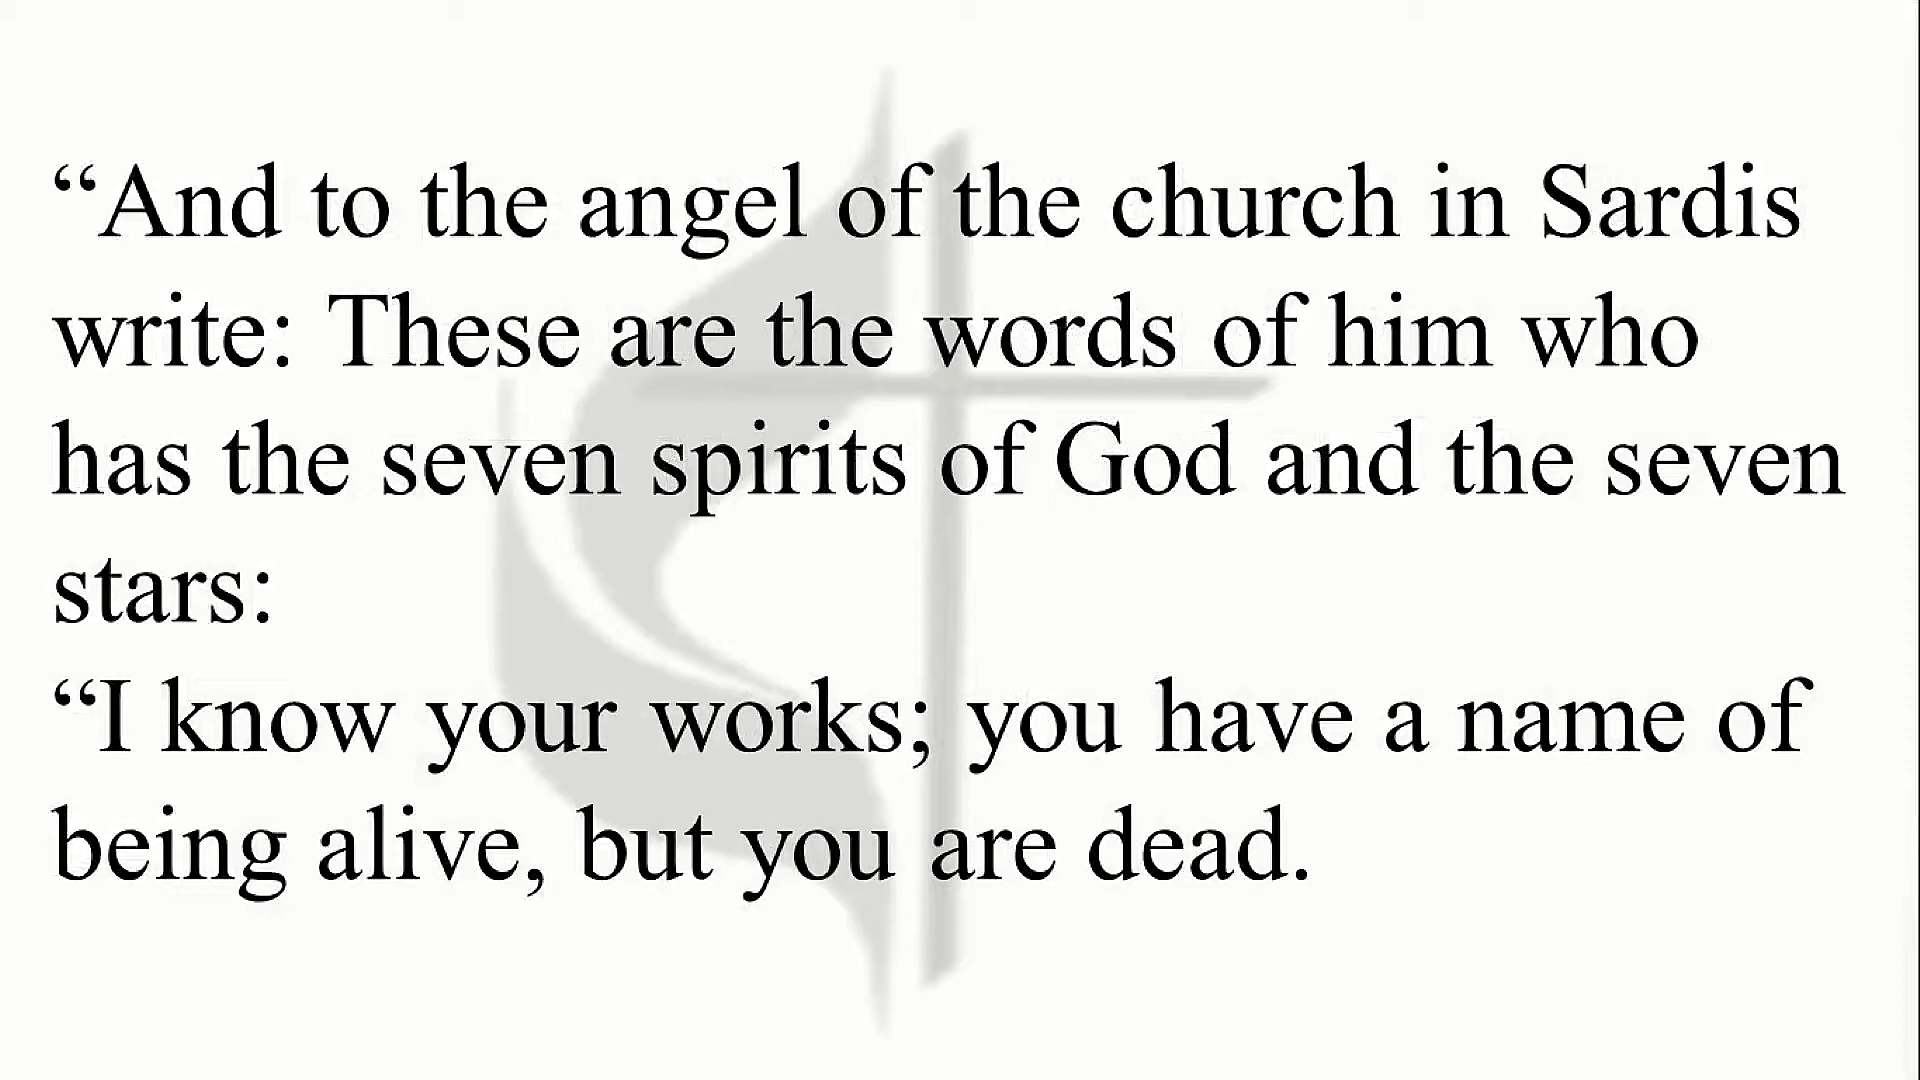 “And to the angel of the church in Sardis
write: These are the words of him who
has the seven spirits of God and the seven
stars:
“I know your works; you have a name of
being alive, but you are dead.